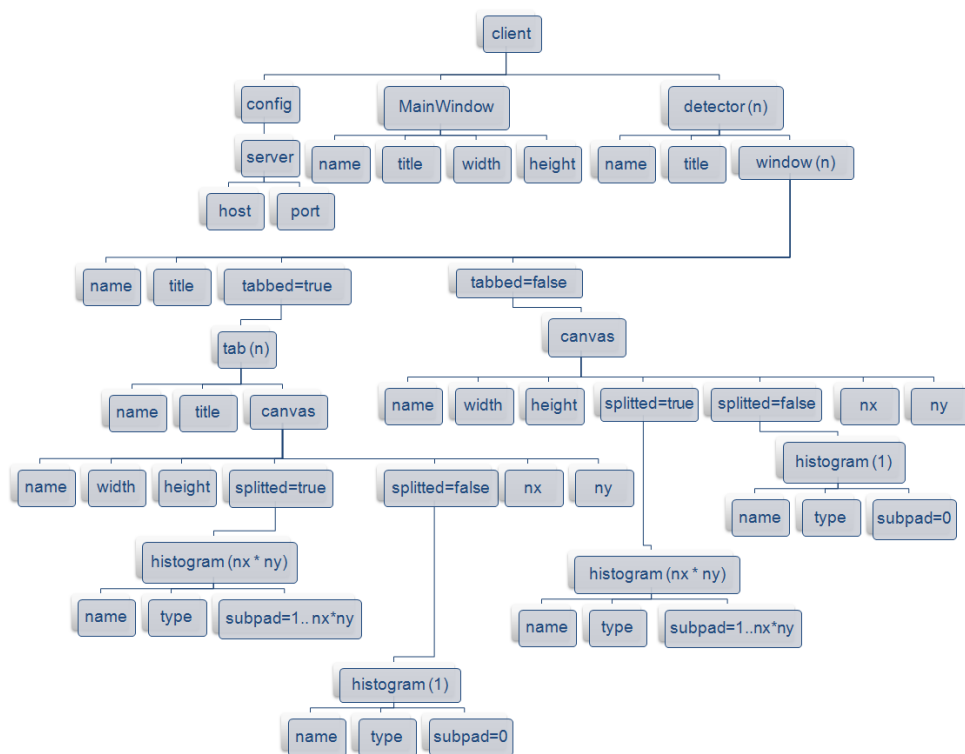 client
config
MainWindow
detector (n)
server
name
title
width
height
name
title
window (n)
host
port
name
title
tabbed=true
tabbed=false
tab (n)
canvas
name
title
canvas
name
width
height
splitted=true
splitted=false
nx
ny
name
width
height
splitted=true
splitted=false
nx
ny
histogram (1)
name
type
subpad=0
histogram (nx * ny)
histogram (nx * ny)
name
type
subpad=1.. nx*ny
name
type
subpad=1..nx*ny
histogram (1)
name
type
subpad=0